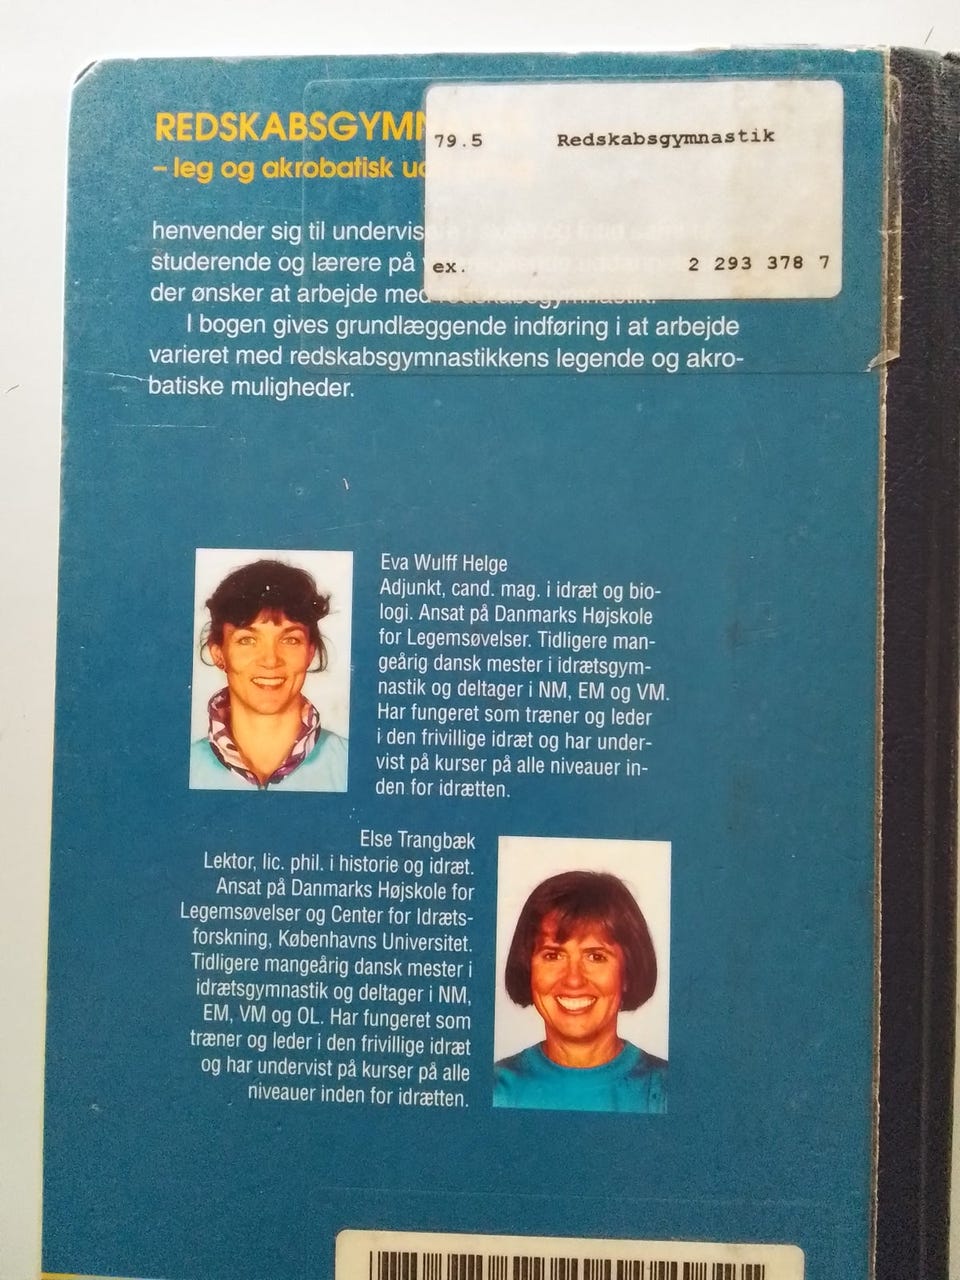 REDSKABSGYMN
– leg og akrobatisk
79.5 Redskabsgymnastik
ex. 2 293 378 7
henvender sig til undervisere
studerende og lærere på
der ønsker at arbejde med redskabsgymnastik.
I bogen gives grundlæggende indføring i at arbejde
varieret med redskabsgymnastikkens legende og akro-
batiske muligheder.
Eva Wulff Helge
Adjunkt, cand. mag. i idræt og bio-
logi. Ansat på Danmarks Højskole
for Legemsøvelser. Tidligere man-
geårig dansk mester i idrætsgym-
nastik og deltager i NM, EM og VM.
Har fungeret som træner og leder
i den frivillige idræt og har under-
vist på kurser på alle niveauer in-
den for idrætten.
Else Trangbæk
Lektor, lic. phil. i historie og idræt.
Ansat på Danmarks Højskole for
Legemsøvelser og Center for Idræts-
forskning, Københavns Universitet.
Tidligere mangeårig dansk mester i
idrætsgymnastik og deltager i NM,
EM, VM og OL. Har fungeret som
træner og leder i den frivillige idræt
og har undervist på kurser på alle
niveauer inden for idrætten.